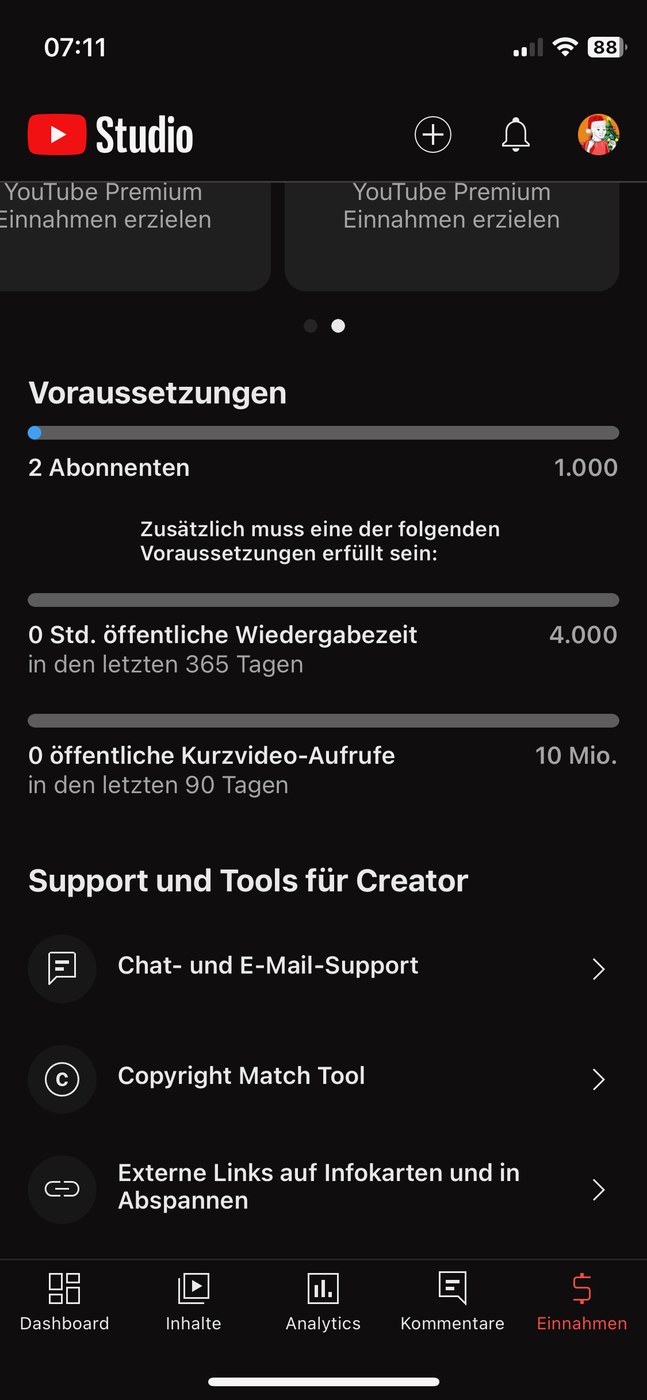 07:11
88
Studio
YouTube Premium
Einnahmen erzielen
YouTube Premium
Einnahmen erzielen
Voraussetzungen
2 Abonnenten
1.000
Zusätzlich muss eine der folgenden
Voraussetzungen erfüllt sein:
0 Std. öffentliche Wiedergabezeit
4.000
in den letzten 365 Tagen
0 öffentliche Kurzvideo-Aufrufe
10 Mio.
in den letzten 90 Tagen
Support und Tools für Creator
Chat- und E-Mail-Support
Copyright Match Tool
Externe Links auf Infokarten und in
Abspannen
Dashboard
Inhalte
Analytics
Kommentare
Einnahmen